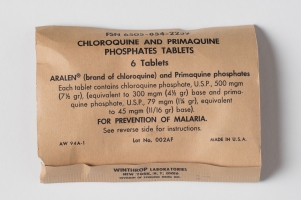 FSN 6505-834-2259
CHLOROQUINE AND PRIMAQUINE
PHOSPHATES TABLETS
6 Tablets
ARALEN® (brand of chloroquine) and Primaquine phosphates
Each tablet contains chloroquine phosphate, U.S.P., 500 mgm
(7½ gr), (equivalent to 300 mgm (4½ gr) base and prima-
quine phosphate, U.S.P., 79 mgm (1¼ gr), equivalent
to 45 mgm (11/16 gr) base).
FOR PREVENTION OF MALARIA.
See reverse side for instructions.
AW 94A-1 Lot No. 002AF MADE IN U.S.A.
WINTHROP LABORATORIES
NEW YORK, N. Y.